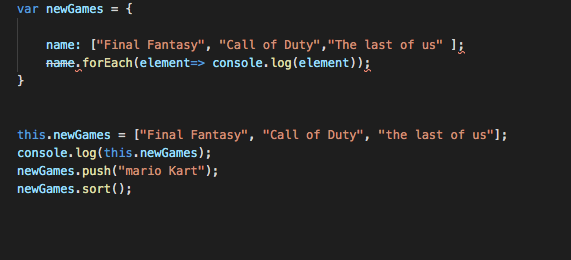 var newGames = {
name: ["Final Fantasy", "Call of Duty","The last of us" ];
name.forEach(element=> console.log(element));
}
this.newGames = ["Final Fantasy", "Call of Duty", "the last of us"];
console.log(this.newGames);
newGames.push("mario Kart");
newGames.sort();